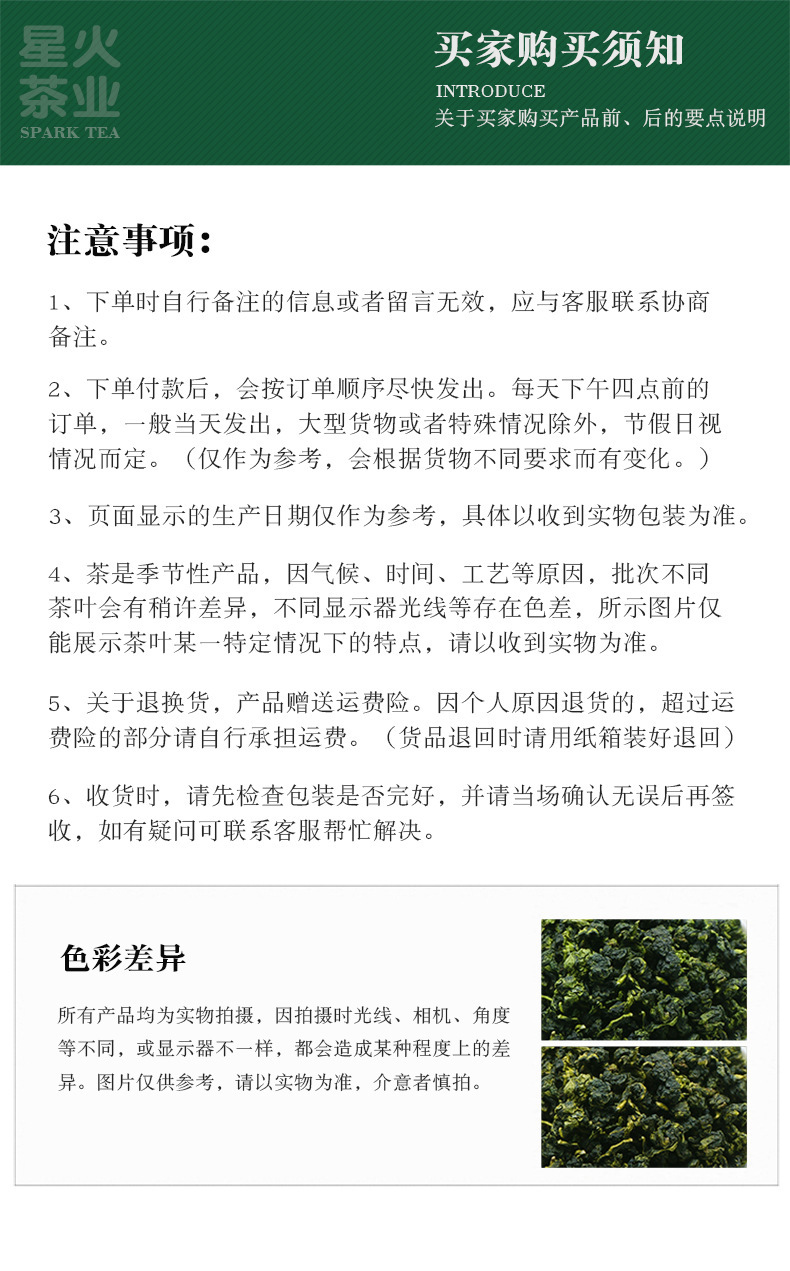 星火
茶业
SPARK TEA
买家购买须知
INTRODUCE
关于买家购买产品前、后的要点说明
注意事项：
1、下单时自行备注的信息或者留言无效，应与客服联系协商
备注。
2、下单付款后，会按订单顺序尽快发出。每天下午四点前的
订单，一般当天发出，大型货物或者特殊情况除外，节假日视
情况而定。（仅作为参考，会根据货物不同要求而有变化。）
3、页面显示的生产日期仅作为参考，具体以收到实物包装为准。
4、茶是季节性产品，因气候、时间、工艺等原因，批次不同
茶叶会有稍许差异，不同显示器光线等存在色差，所示图片仅
能展示茶叶某一特定情况下的特点，请以收到实物为准。
5、关于退换货，产品赠送运费险。因个人原因退货的，超过运
费险的部分请自行承担运费。（货品退回时请用纸箱装好退回）
6、收货时，请先检查包装是否完好，并请当场确认无误后再签
收，如有疑问可联系客服帮忙解决。
色彩差异
所有产品均为实物拍摄，因拍摄时光线、相机、角度
等不同，或显示器不一样，都会造成某种程度上的差
异。图片仅供参考，请以实物为准，介意者慎拍。